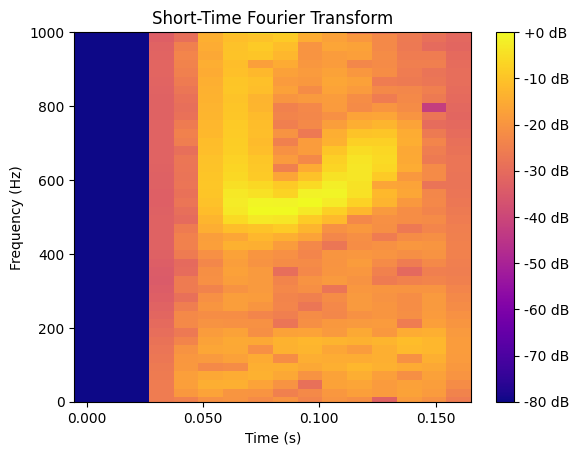 Short-Time Fourier Transform
Frequency (Hz)
1000
800
600
400
200
0
0.000
0.050
0.100
0.150
Time (s)
+0 dB
-10 dB
-20 dB
-30 dB
-40 dB
-50 dB
-60 dB
-70 dB
-80 dB